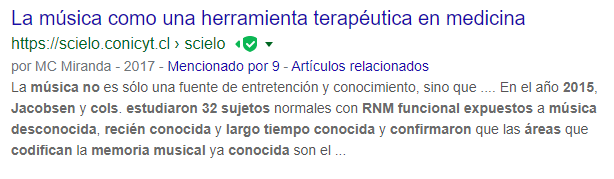 La música como una herramienta terapéutica en medicina
https://scielo.conicyt.cl › scielo
por MC Miranda - 2017 - Mencionado por 9 - Artículos relacionados
La música no es sólo una fuente de entretención y conocimiento, sino que .... En el año 2015,
Jacobsen y cols. estudiaron 32 sujetos normales con RNM funcional expuestos a música
desconocida, recién conocida y largo tiempo conocida y confirmaron que las áreas que
codifican la memoria musical ya conocida son el ...